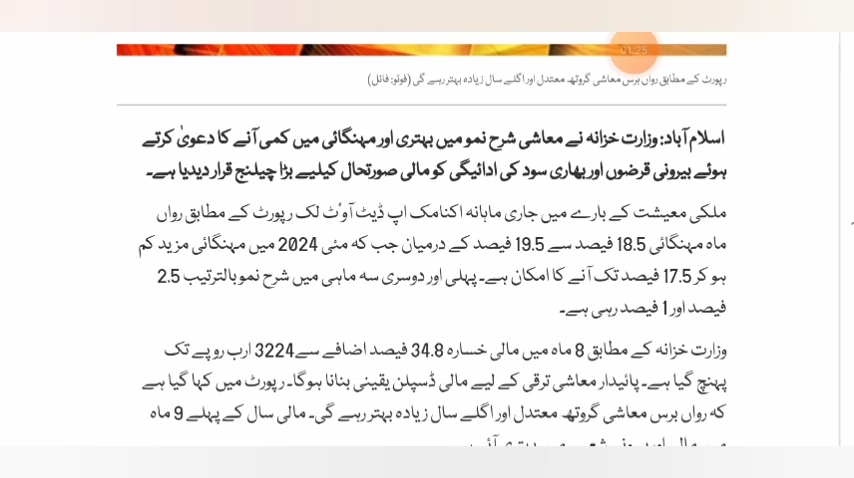 01:25
رپورٹ کے مطابق رواں برس معاشی گروتھ معتدل اور اگلے سال زیادہ بہتر رہے گی (فوٹو: فائل)
اسلام آباد: وزارت خزانہ نے معاشی شرح نمو میں بہتری اور مہنگائی میں کمی آنے کا دعویٰ کرتے
ہوئے بیرونی قرضوں اور بھاری سود کی ادائیگی کو مالی صورتحال کیلیے بڑا چیلنج قرار دیدیا ہے۔
ملکی معیشت کے بارے میں جاری ماہانہ اکنامک اپ ڈیٹ آوٴٹ لک رپورٹ کے مطابق رواں
ماہ مہنگائی 18.5 فیصد سے 19.5 فیصد کے درمیان جب کہ مئی 2024 میں مہنگائی مزید کم
ہو کر 17.5 فیصد تک آنے کا امکان ہے۔ پہلی اور دوسری سہ ماہی میں شرح نمو بالترتیب 2.5
فیصد اور 1 فیصد رہی ہے۔
وزارت خزانہ کے مطابق 8 ماہ میں مالی خسارہ 34.8 فیصد اضافے سے 3224 ارب روپے تک
پہنچ گیا ہے۔ پائیدار معاشی ترقی کے لیے مالی ڈسپلن یقینی بنانا ہوگا۔ رپورٹ میں کہا گیا ہے
کہ رواں برس معاشی گروتھ معتدل اور اگلے سال زیادہ بہتر رہے گی۔ مالی سال کے پہلے 9 ماہ